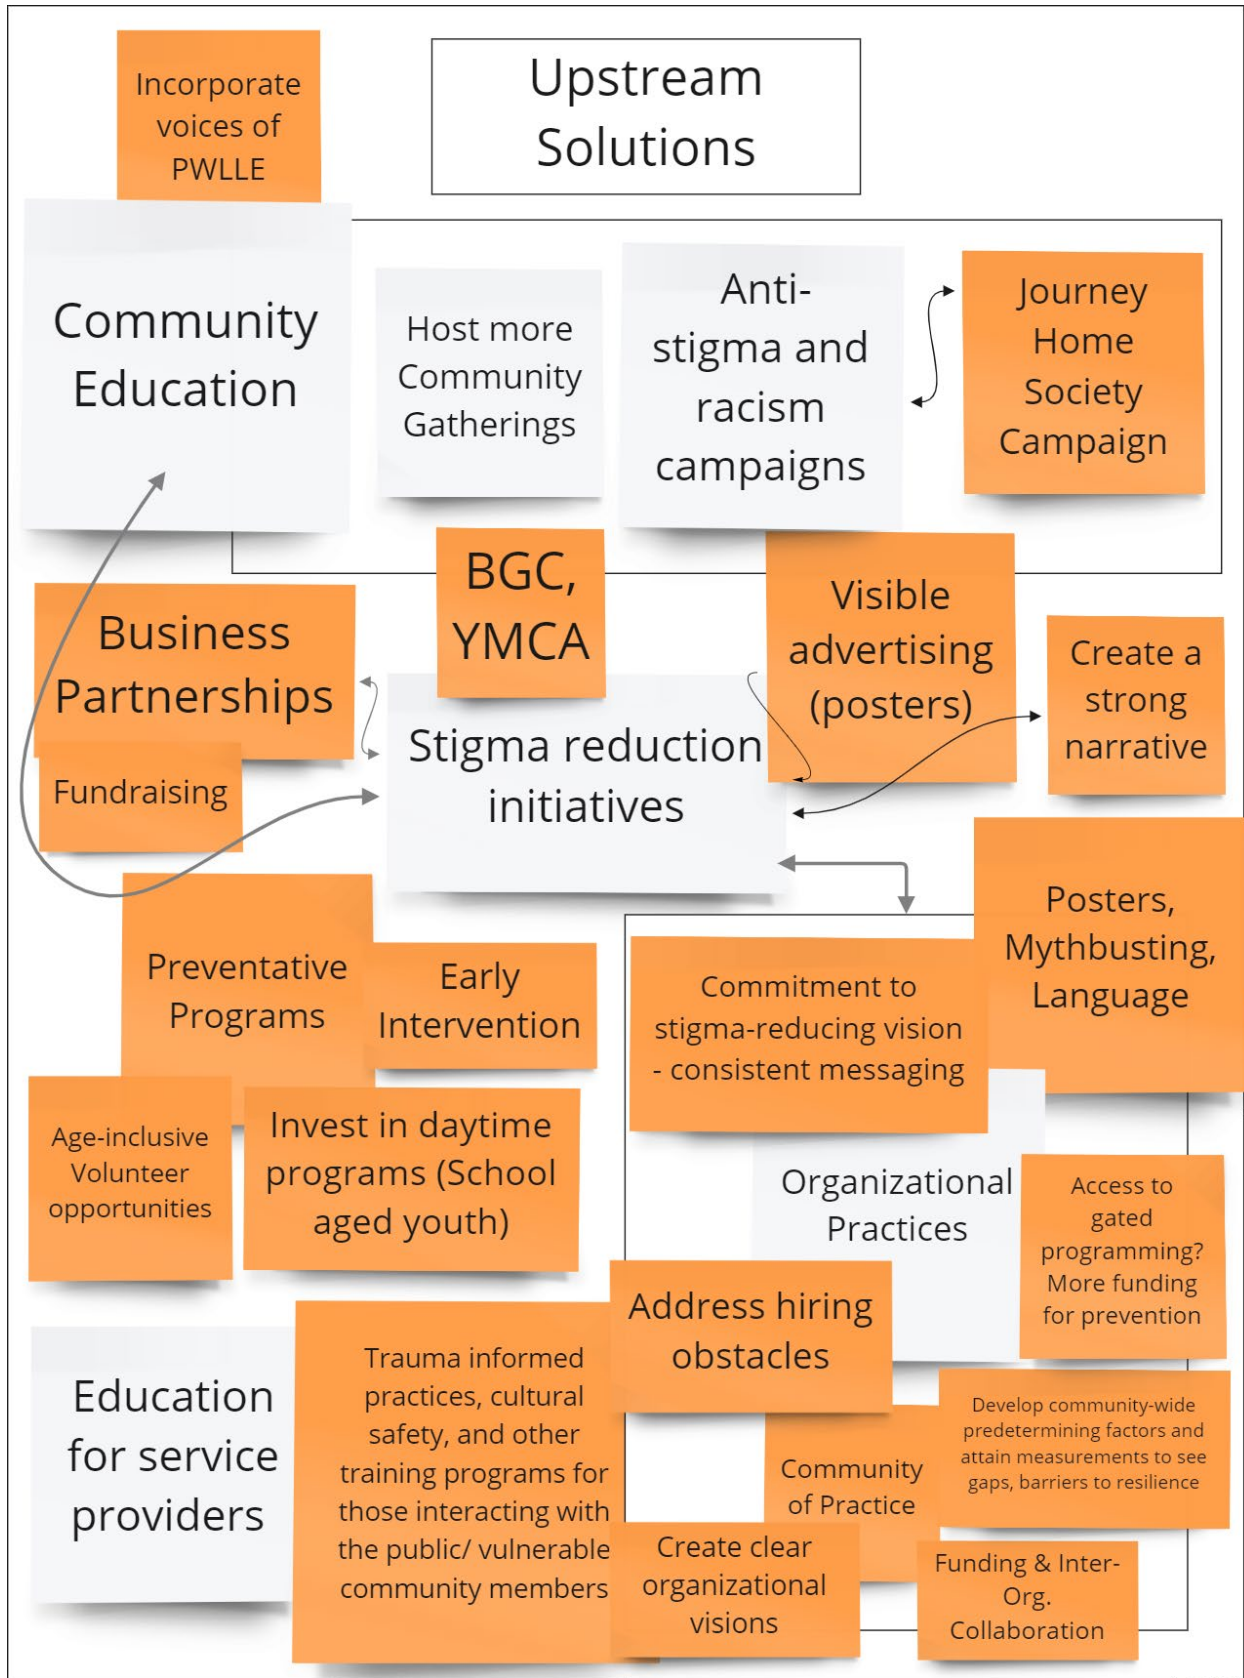 Incorporate
voices of
PWLLE
Upstream
Solutions
Community
Education
Host more
Community
Gatherings
Anti-
stigma and
racism
campaigns
Journey
Home
Society
Campaign
BGC,
YMCA
Business
Partnerships
Fundraising
Stigma reduction
initiatives
Visible
advertising
(posters)
Create a
strong
narrative
Preventative
Programs
Early
Intervention
Age-inclusive
Volunteer
opportunities
Invest in daytime
programs (School
aged youth)
Commitment to
stigma-reducing vision
- consistent messaging
Posters,
Mythbusting,
Language
Organizational
Practices
Access to
gated
programming?
More funding
for prevention
Address hiring
obstacles
Education
for service
providers
Trauma informed
practices, cultural
safety, and other
training programs for
those interacting with
the public/ vulnerable
community members
Develop community-wide
predetermining factors and
attain measurements to see
gaps, barriers to resilience
Community
of Practice
Create clear
organizational
visions
Funding & Inter-
Org.
Collaboration